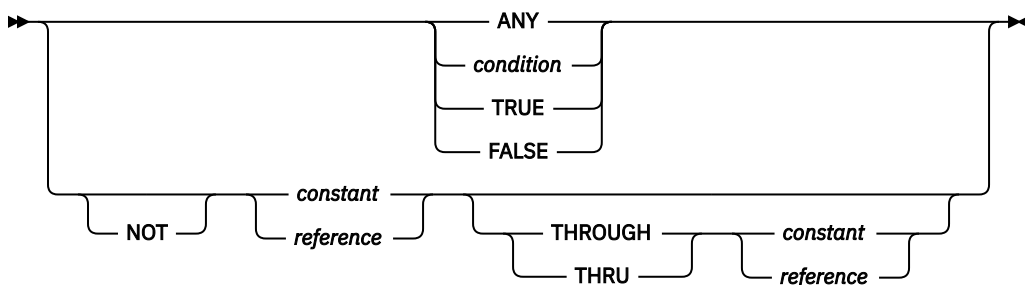 ANY
condition
TRUE
FALSE
constant
NOT reference THROUGH constant
THRU reference